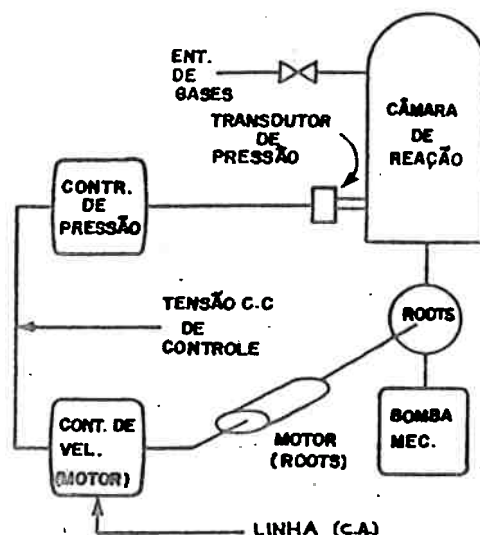 ENT.
DE
GASES
TRANSDUTOR
DE
PRESSÃO
CÂMARA
DE
REAÇÃO
CONTR.
DE
PRESSÃO
TENSÃO C.C
DE
CONTROLE
ROOTS
CONT. DE
VEL.
(MOTOR)
MOTOR
(ROOTS)
BOMBA
MEC.
LINHA (C.A.)